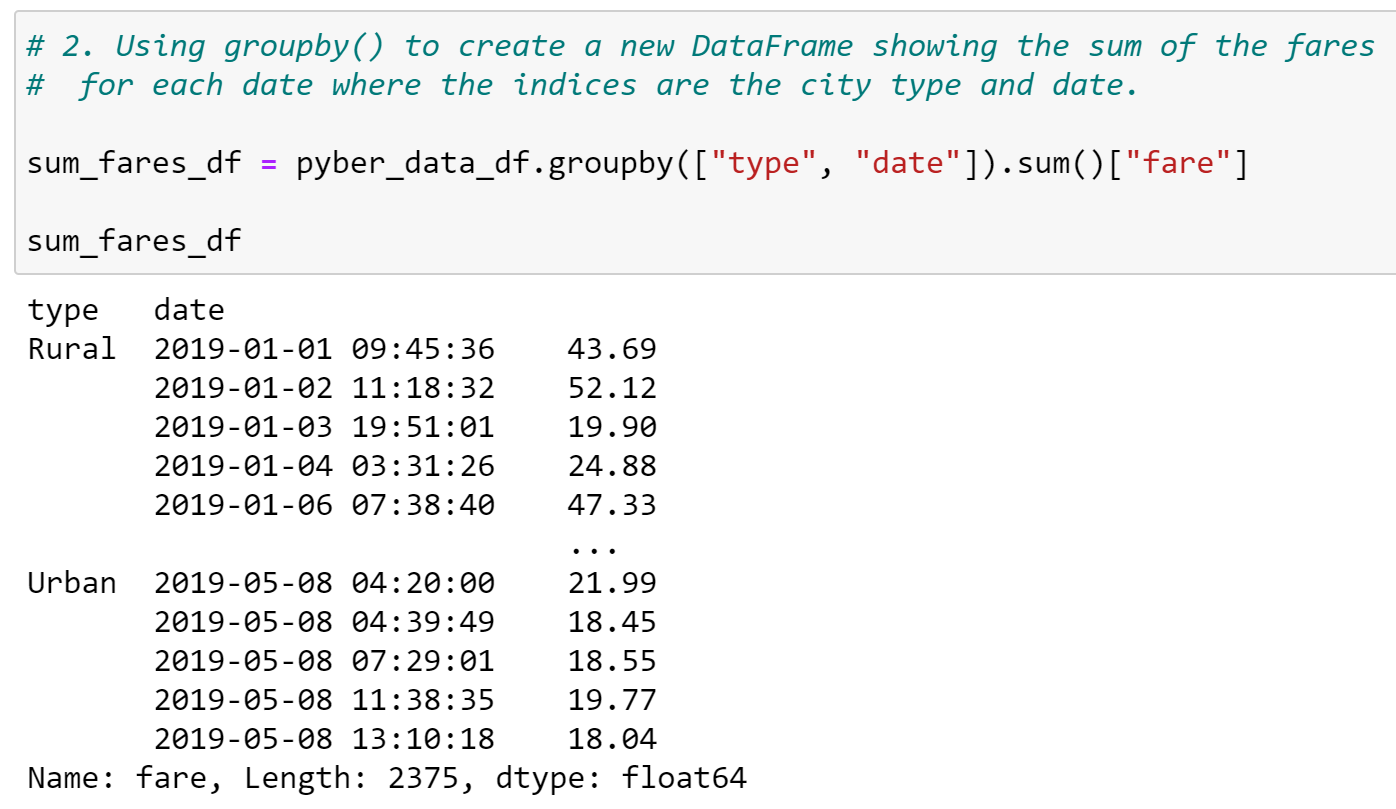 # 2. Using groupby() to create a new DataFrame showing the sum of the fares
#  for each date where the indices are the city type and date.
sum_fares_df = pyber_data_df.groupby(["type", "date"]).sum()["fare"]
sum_fares_df
type   date
Rural  2019-01-01 09:45:36    43.69
       2019-01-02 11:18:32    52.12
       2019-01-03 19:51:01    19.90
       2019-01-04 03:31:26    24.88
       2019-01-06 07:38:40    47.33
                              ...
Urban  2019-05-08 04:20:00    21.99
       2019-05-08 04:39:49    18.45
       2019-05-08 07:29:01    18.55
       2019-05-08 11:38:35    19.77
       2019-05-08 13:10:18    18.04
Name: fare, Length: 2375, dtype: float64